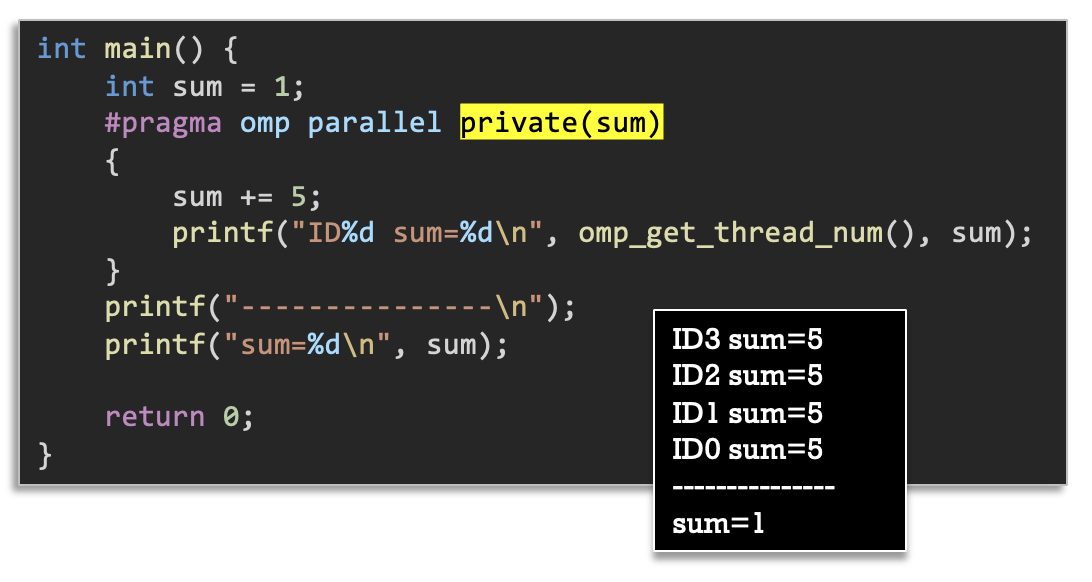 int main() {
    int sum = 1;
    #pragma omp parallel private(sum)
    {
        sum += 5;
        printf("ID%d sum=%d\n", omp_get_thread_num(), sum);
    }
    printf("---------------\n");
    printf("sum=%d\n", sum);

    return 0;
}
ID3 sum=5
ID2 sum=5
ID1 sum=5
ID0 sum=5
---------------
sum=1